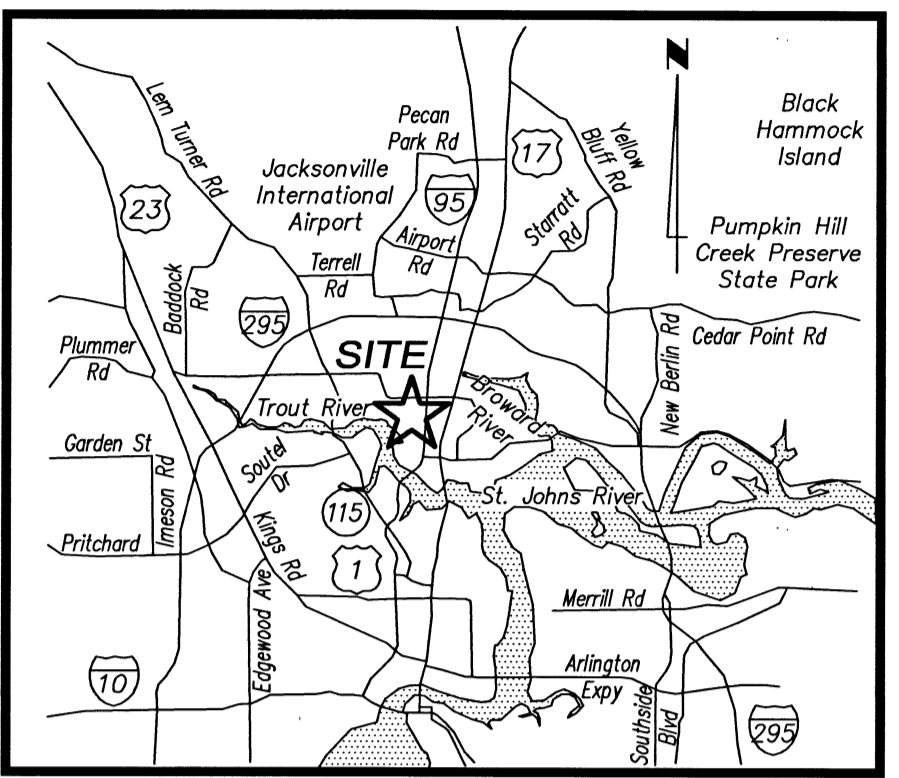 Lem Turner Rd
Pecan
Park Rd
17
Yellow
Bluff Rd
Black
Hammock
Island
Jacksonville
International
Airport
95
23
Starratt
Rd
Airport
Rd
N
Pumpkin Hill
Creek Preserve
State Park
Terrell
Rd
Baddock
Rd
295
Plummer
Rd
SITE
New Berlin Rd
Cedar Point Rd
Trout River
Broward
River
Garden St
Imeson Rd
Soutel
Dr
St. Johns River
115
Pritchard
Kings Rd
1
Edgewood Ave
Merrill Rd
10
Arlington
Expy
Southside
Blvd
295